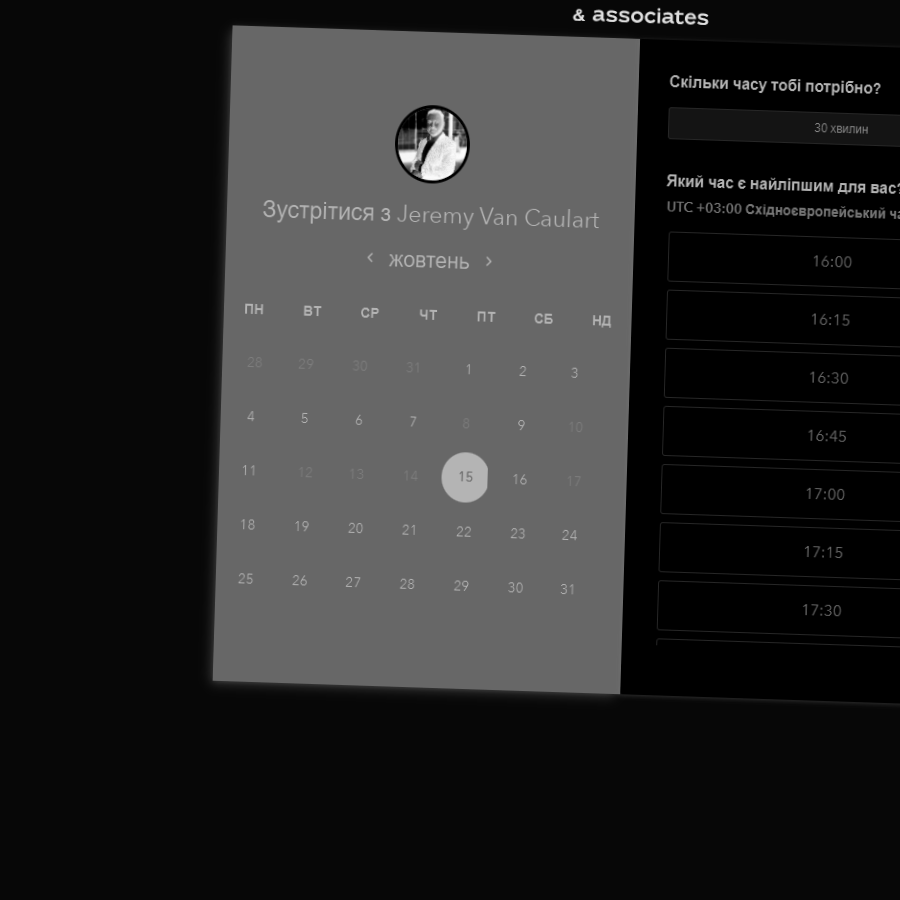 & associates
Зустрітися з Jeremy Van Caulart
жовтень
ПН ВТ СР ЧТ ПТ СБ НД
28 29 30 31 1 2 3
4 5 6 7 8 9 10
11 12 13 14 15 16 17
18 19 20 21 22 23 24
25 26 27 28 29 30 31
Скільки часу тобі потрібно?
30 хвилин
Який час є найліпшим для вас?
UTC +03:00 Східноєвропейський
16:00
16:15
16:30
16:45
17:00
17:15
17:30